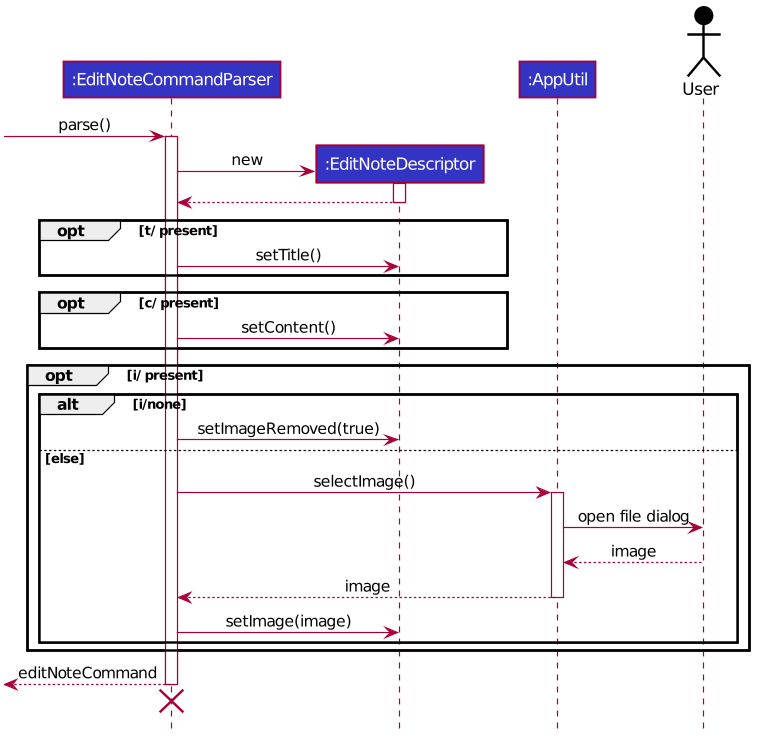 :EditNoteCommandParser
:AppUtil
User
parse()
new
:EditNoteDescriptor
opt [t/ present]
setTitle()
opt [c/ present]
setContent()
opt [i/ present]
alt [i/none]
setImageRemoved(true)
[else]
selectImage()
open file dialog
image
image
setImage(image)
editNoteCommand